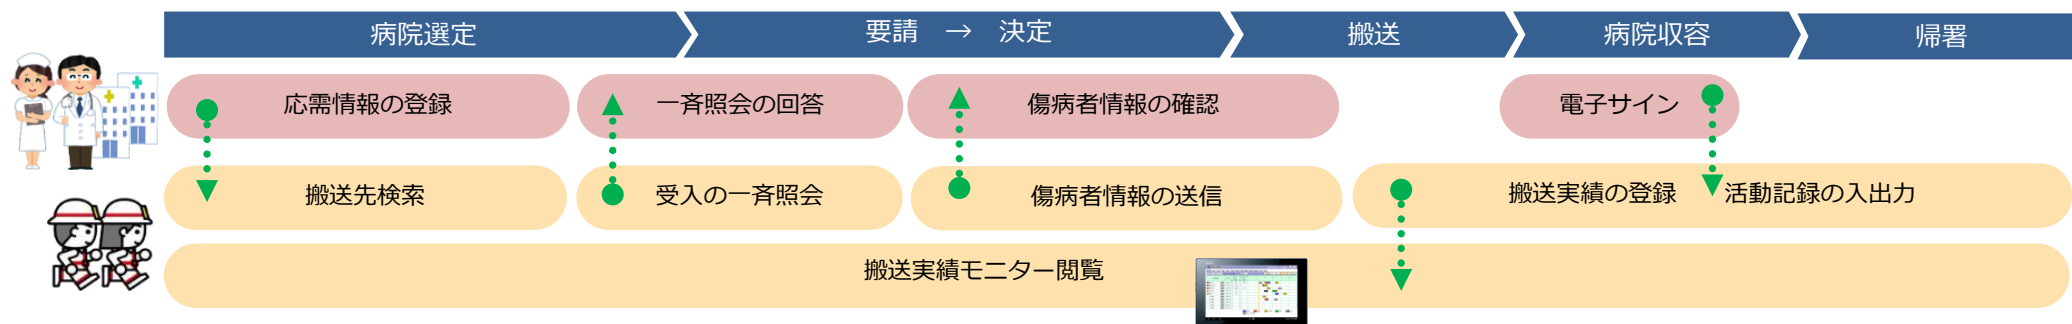 病院選定
要請 → 決定
搬送
病院収容
帰署
応需情報の登録
一斉照会の回答
傷病者情報の確認
電子サイン
搬送先検索
受入の一斉照会
傷病者情報の送信
搬送実績の登録
活動記録の入出力
搬送実績モニター閲覧